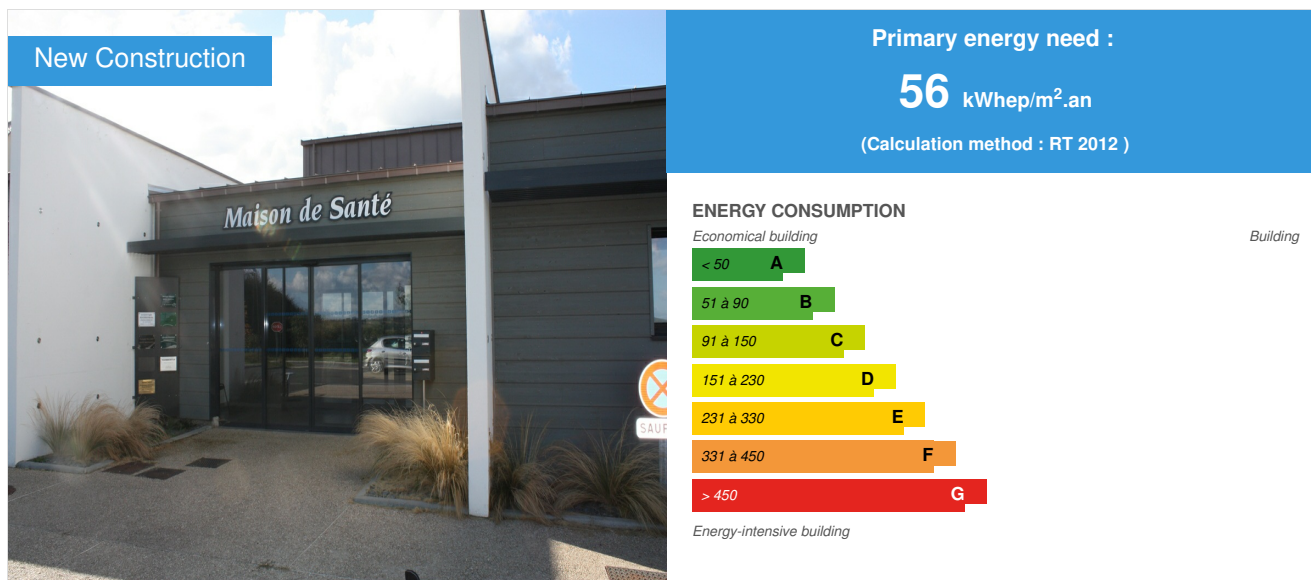 New Construction
Maison de Santé
SAUF
Primary energy need :
56 kWhep/m².an
(Calculation method : RT 2012 )
ENERGY CONSUMPTION
Economical building
Building
< 50 A
51 à 90 B
91 à 150 C
151 à 230 D
231 à 330 E
331 à 450 F
> 450 G
Energy-intensive building